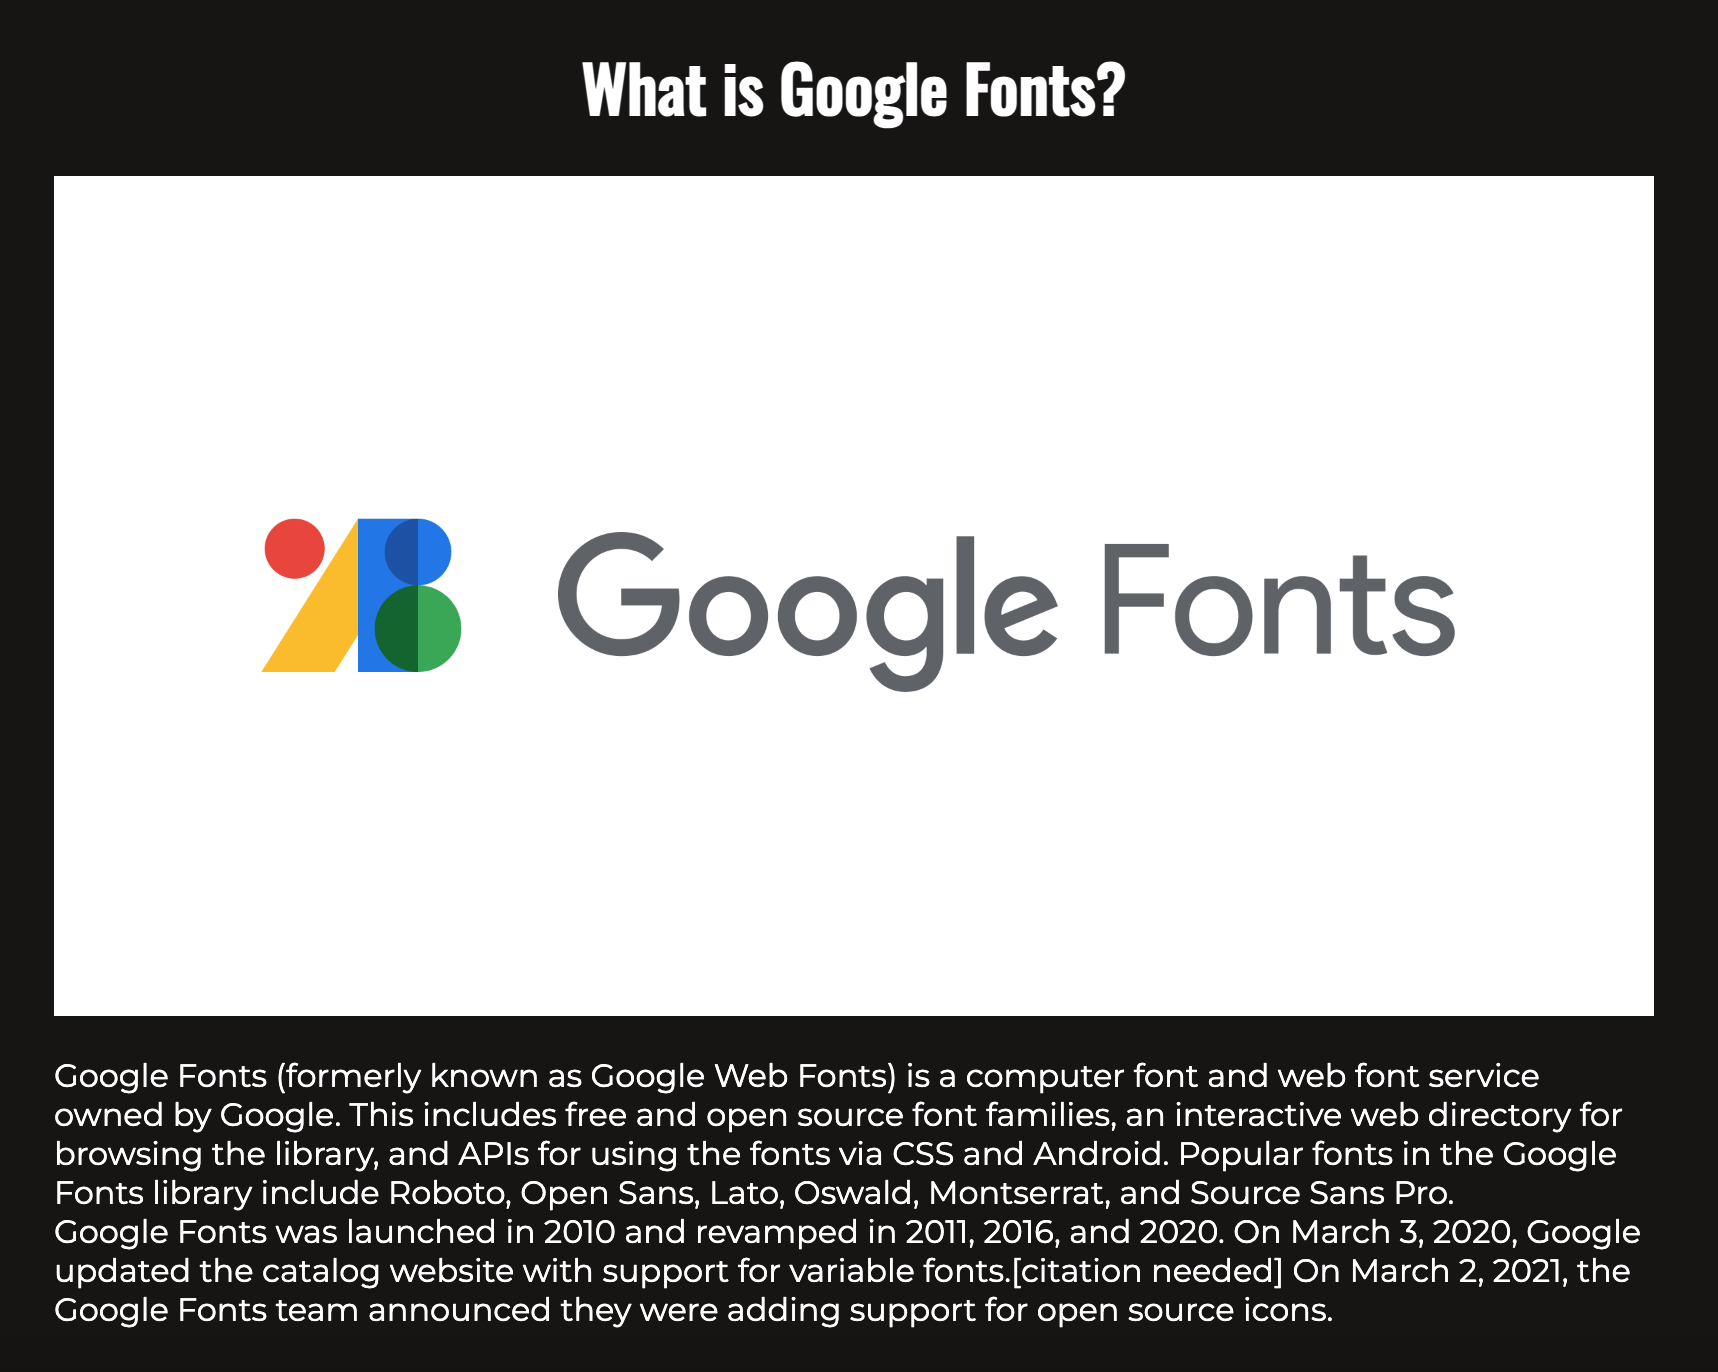 What is Google Fonts?
Google Fonts
Google Fonts (formerly known as Google Web Fonts) is a computer font and web font service
owned by Google. This includes free and open source font families, an interactive web directory for
browsing the library, and APIs for using the fonts via CSS and Android. Popular fonts in the Google
Fonts library include Roboto, Open Sans, Lato, Oswald, Montserrat, and Source Sans Pro.
Google Fonts was launched in 2010 and revamped in 2011, 2016, and 2020. On March 3, 2020, Google
updated the catalog website with support for variable fonts.[citation needed] On March 2, 2021, the
Google Fonts team announced they were adding support for open source icons.